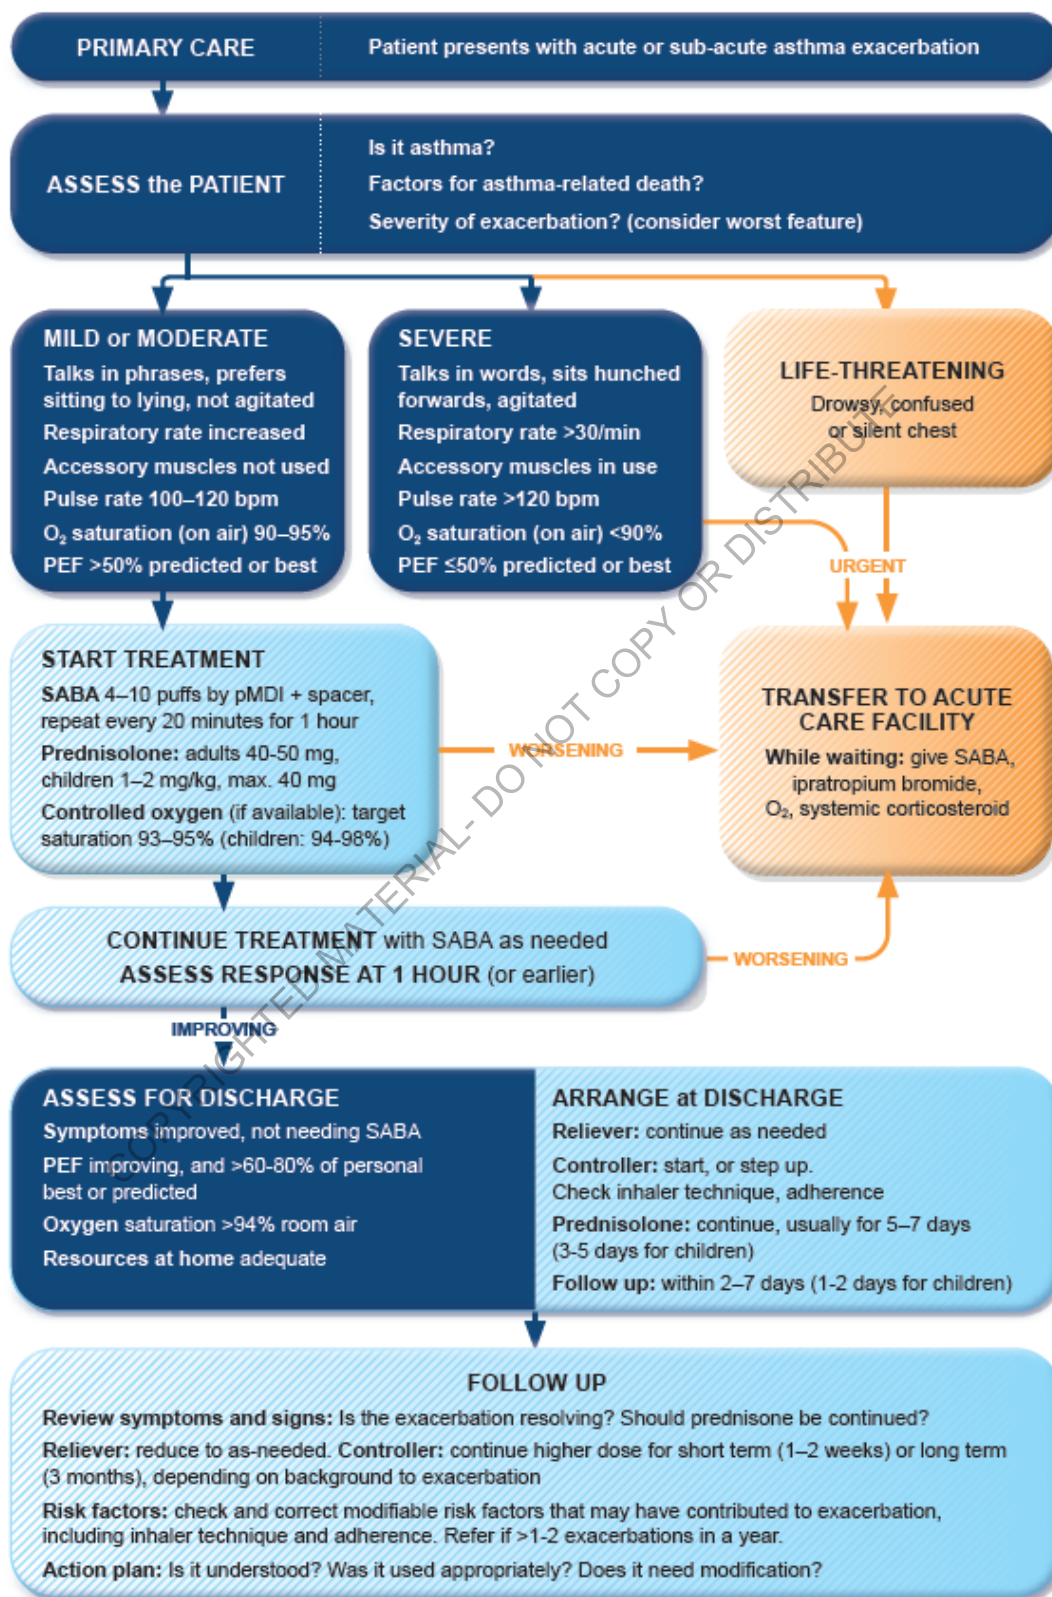 PRIMARY CARE
Patient presents with acute or sub-acute asthma exacerbation
ASSESS the PATIENT
Is it asthma?
Factors for asthma-related death?
Severity of exacerbation? (consider worst feature)
MILD or MODERATE
Talks in phrases, prefers
sitting to lying, not agitated
Respiratory rate increased
Accessory muscles not used
Pulse rate 100–120 bpm
O₂ saturation (on air) 90–95%
PEF >50% predicted or best
SEVERE
Talks in words, sits hunched
forwards, agitated
Respiratory rate >30/min
Accessory muscles in use
Pulse rate >120 bpm
O₂ saturation (on air) <90%
PEF ≤50% predicted or best
LIFE-THREATENING
Drowsy, confused
or silent chest
URGENT
START TREATMENT
SABA 4–10 puffs by pMDI + spacer,
repeat every 20 minutes for 1 hour
Prednisolone: adults 40-50 mg,
children 1–2 mg/kg, max. 40 mg
Controlled oxygen (if available): target
saturation 93–95% (children: 94-98%)
WORSENING
TRANSFER TO ACUTE
CARE FACILITY
While waiting: give SABA,
ipratropium bromide,
O₂, systemic corticosteroid
CONTINUE TREATMENT with SABA as needed
ASSESS RESPONSE AT 1 HOUR (or earlier)
WORSENING
IMPROVING
ASSESS FOR DISCHARGE
Symptoms improved, not needing SABA
PEF improving, and >60-80% of personal
best or predicted
Oxygen saturation >94% room air
Resources at home adequate
ARRANGE at DISCHARGE
Reliever: continue as needed
Controller: start, or step up.
Check inhaler technique, adherence
Prednisolone: continue, usually for 5–7 days
(3-5 days for children)
Follow up: within 2–7 days (1-2 days for children)
FOLLOW UP
Review symptoms and signs: Is the exacerbation resolving? Should prednisone be continued?
Reliever: reduce to as-needed. Controller: continue higher dose for short term (1–2 weeks) or long term
(3 months), depending on background to exacerbation
Risk factors: check and correct modifiable risk factors that may have contributed to exacerbation,
including inhaler technique and adherence. Refer if >1-2 exacerbations in a year.
Action plan: Is it understood? Was it used appropriately? Does it need modification?
COPYRIGHTED MATERIAL- DO NOT COPY OR DISTRIBUTE